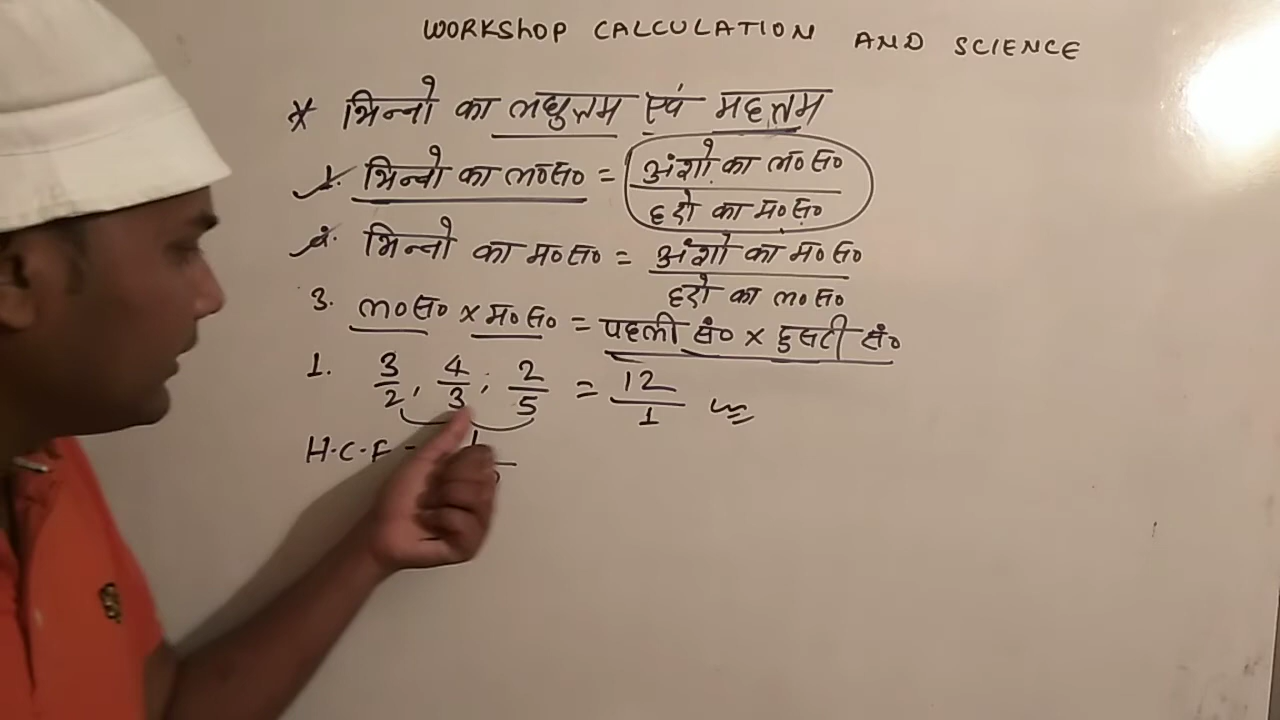 WORKSHOP CALCULATION AND SCIENCE
* भिन्नो का लघुत्तम एवं महत्तम
1. भिन्नो का ल०स० = अंशो का ल०स० / हरो का म०स०
2. भिन्नो का म०स० = अंशो का म०स० / हरो का ल०स०
3. ल०स० × म०स० = पहली सं० × दुसरी सं०
1. 3/2, 4/3, 2/5 = 12/1
H.C.F =